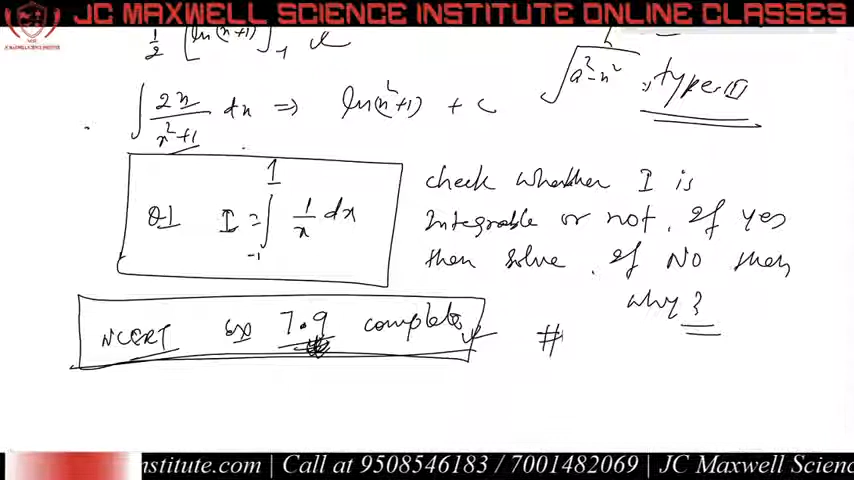 JC MAXWELL SCIENCE INSTITUTE ONLINE CLASSES
1/2 [ln(x²+1)]₋₁
√a²-x² , type II
∫ 2x/x²+1 dx ⇒ ln(x²+1) + c
Q1 I = ∫₋₁¹ 1/x dx
check whether I is
Integrable or not. If yes
then solve. If No then
why?
NCERT ex 7.9 complete
#
nstitute.com | Call at 9508546183 / 7001482069 | JC Maxwell Scien